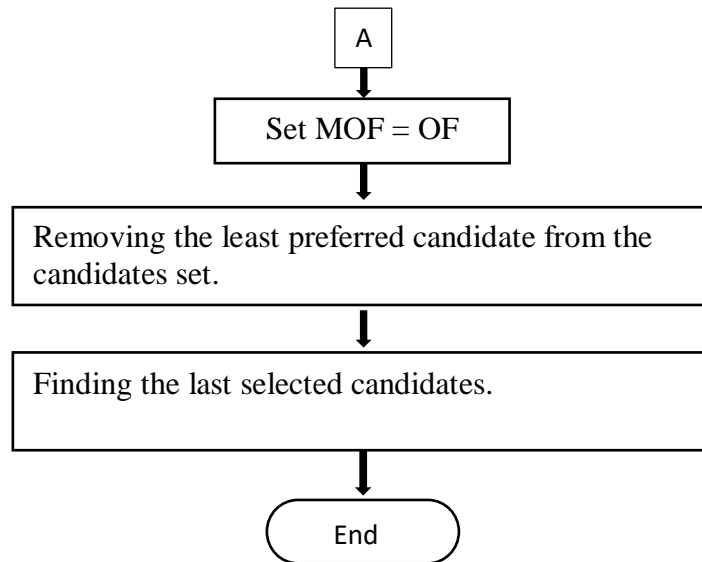 A
Set MOF = OF
Removing the least preferred candidate from the
candidates set.
Finding the last selected candidates.
End